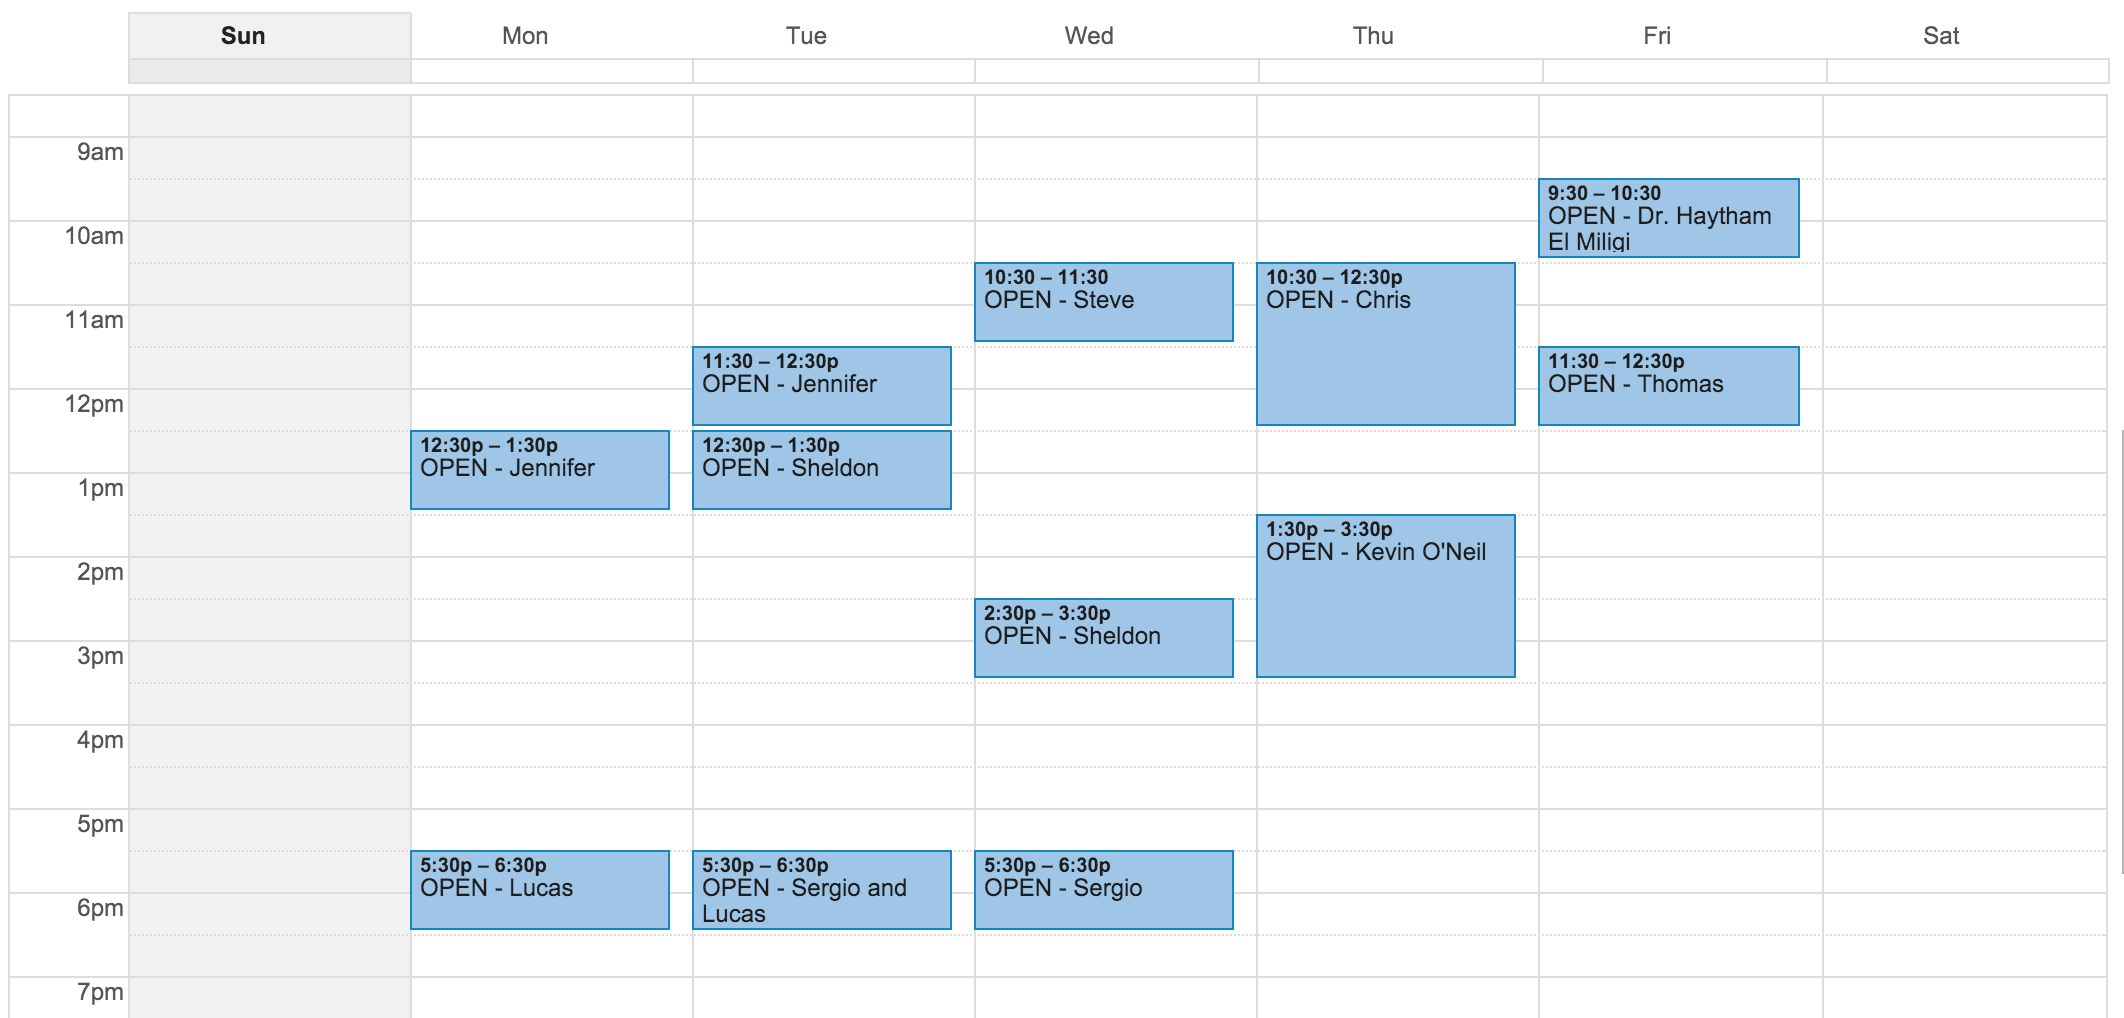 Sun Mon Tue Wed Thu Fri Sat
9am
9:30 – 10:30
OPEN - Dr. Haytham
El Miligi
10am
10:30 – 11:30
OPEN - Steve
10:30 – 12:30p
OPEN - Chris
11am
11:30 – 12:30p
OPEN - Jennifer
11:30 – 12:30p
OPEN - Thomas
12pm
12:30p – 1:30p
OPEN - Jennifer
12:30p – 1:30p
OPEN - Sheldon
1pm
1:30p – 3:30p
OPEN - Kevin O'Neil
2pm
2:30p – 3:30p
OPEN - Sheldon
3pm
4pm
5pm
5:30p – 6:30p
OPEN - Lucas
5:30p – 6:30p
OPEN - Sergio and
Lucas
5:30p – 6:30p
OPEN - Sergio
6pm
7pm